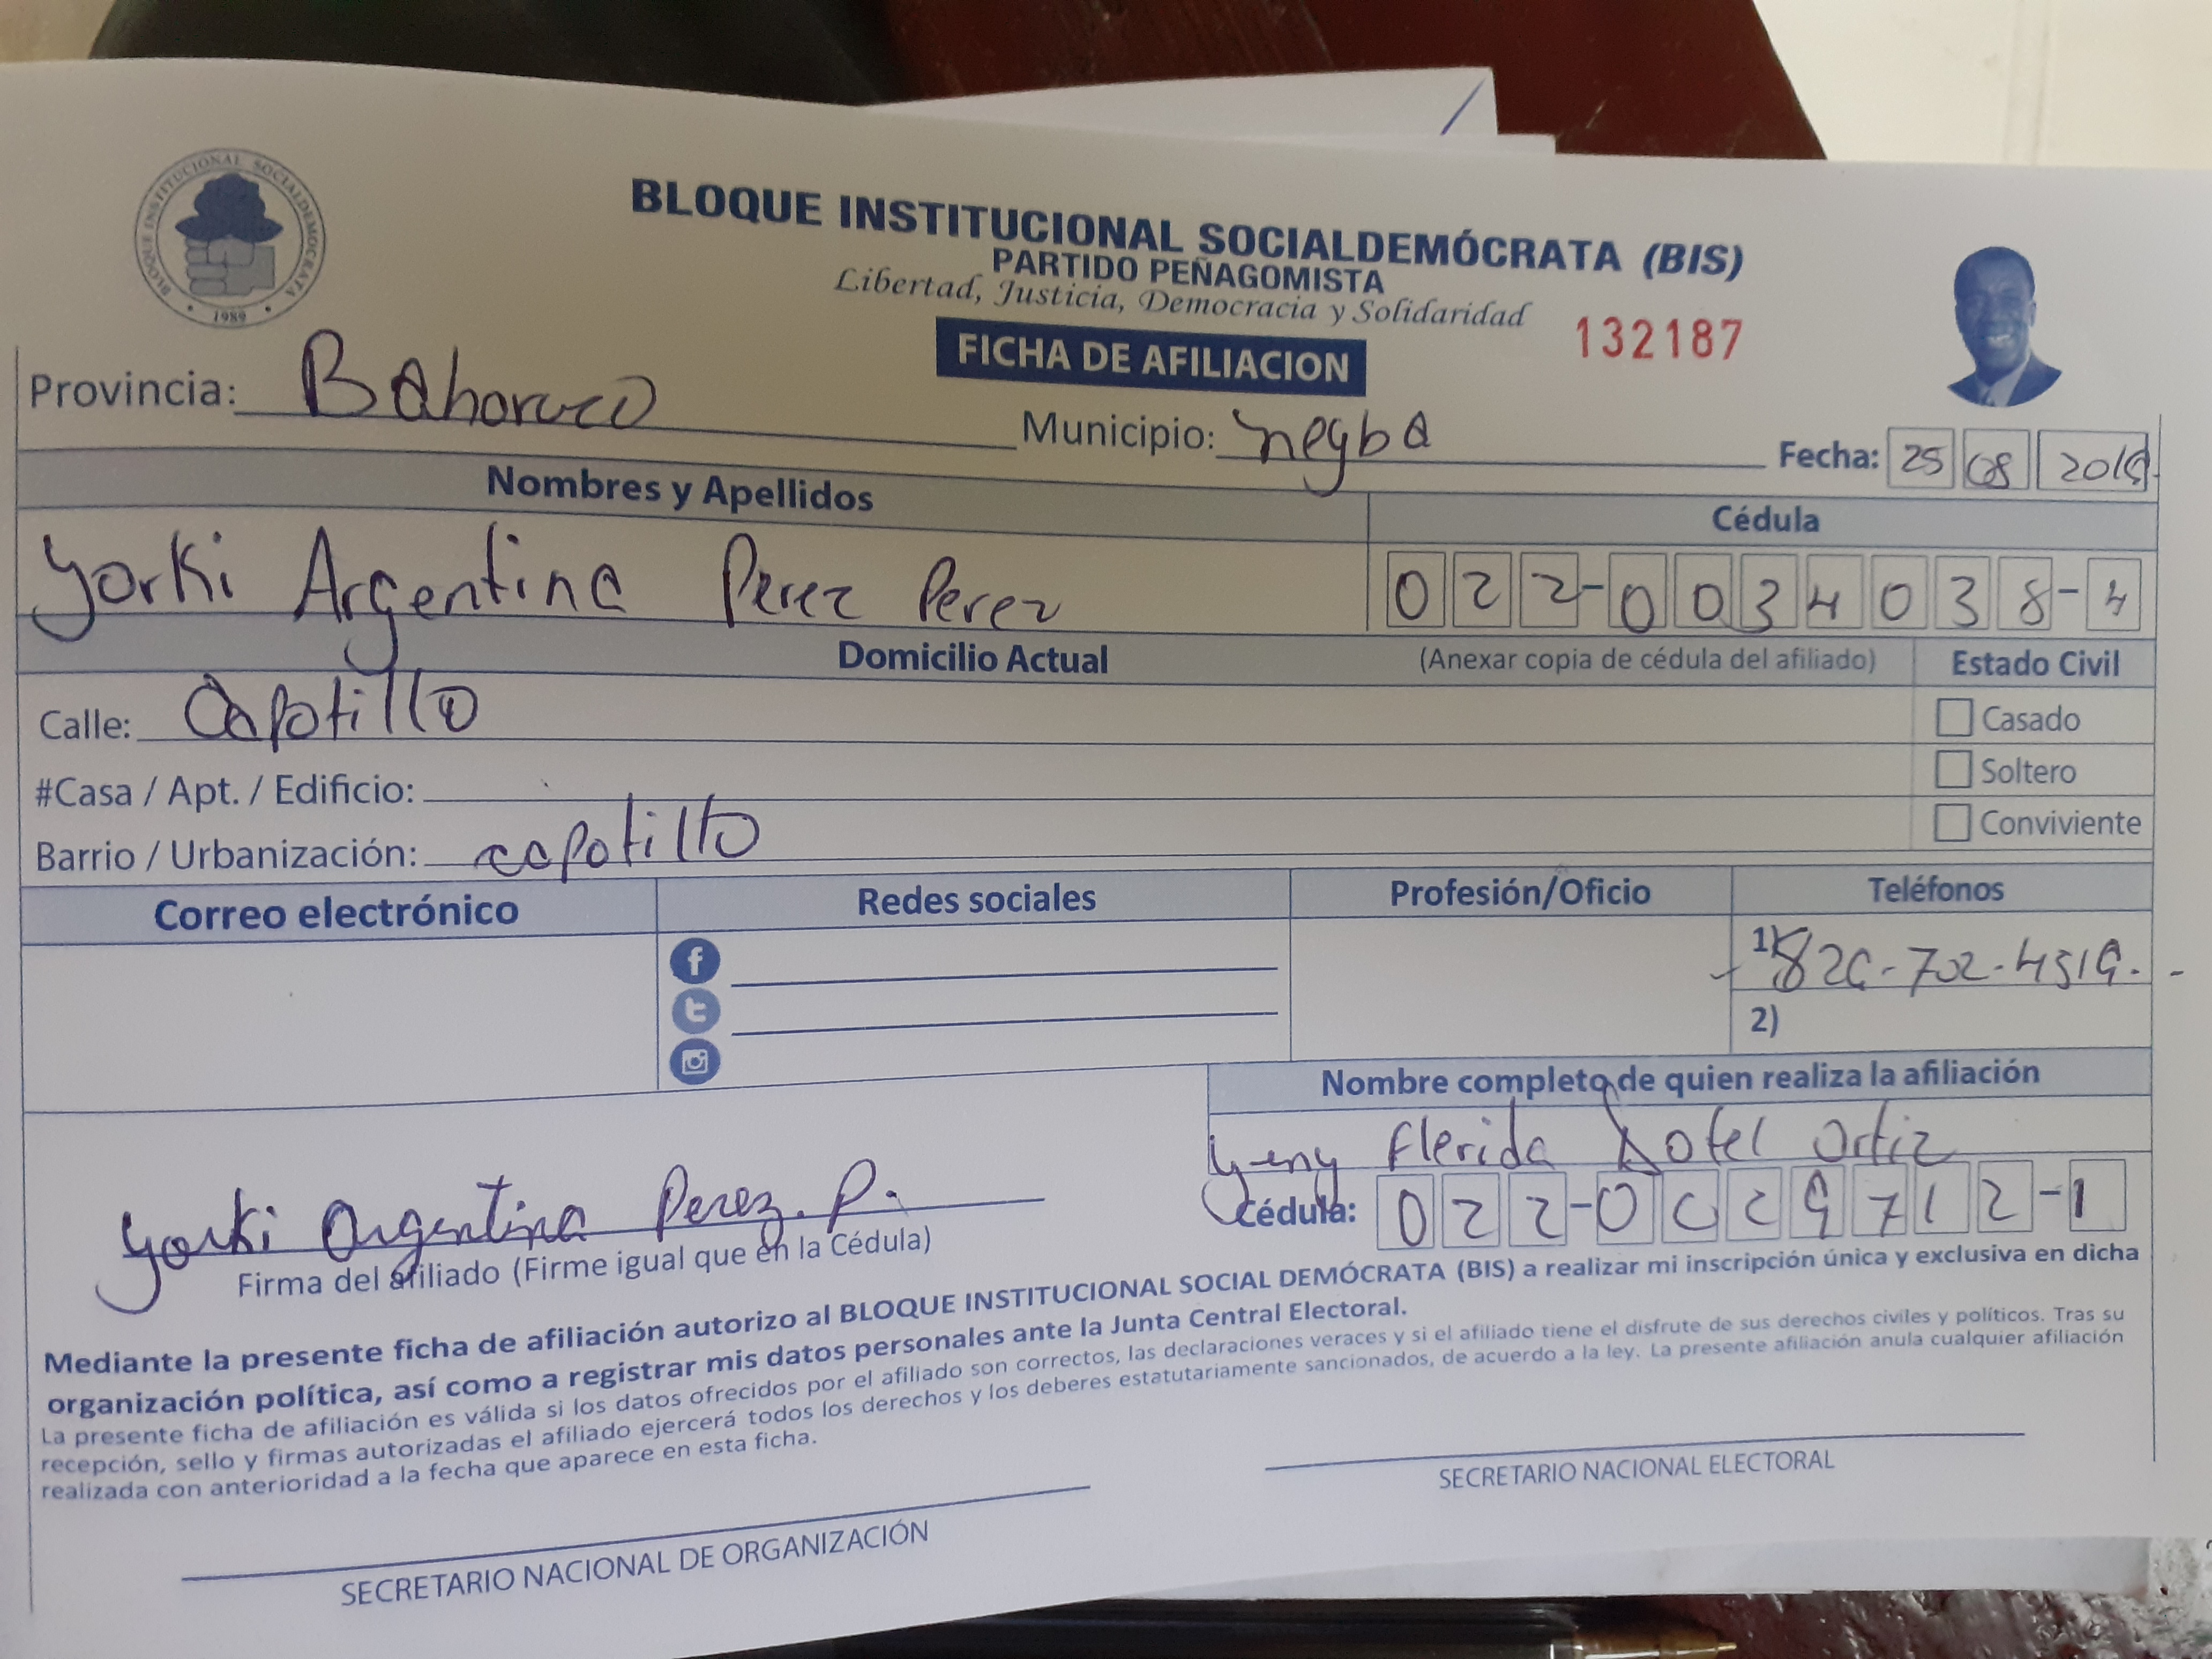 BLOQUE INSTITUCIONAL SOCIALDEMOCRATA
1989
BLOQUE INSTITUCIONAL SOCIALDEMÓCRATA (BIS)
PARTIDO PEÑAGOMISTA
Libertad, Justicia, Democracia y Solidaridad
132187
FICHA DE AFILIACION
Provincia: Bahoruco Municipio: neyba Fecha: 25 08 2019
Nombres y Apellidos Cédula
Yorki Argentina Perez Perez 022-0034038-4
Domicilio Actual (Anexar copia de cédula del afiliado) Estado Civil
Calle: Capotillo Casado
#Casa / Apt. / Edificio: Soltero
Barrio / Urbanización: capotillo Conviviente
Correo electrónico Redes sociales Profesión/Oficio Teléfonos
1) 829-702-4519.
2)
Nombre completo de quien realiza la afiliación
Yeny Flerida Dotel Ortiz
Cédula: 022-0029712-1
Yorki Argentina Perez. P.
Firma del afiliado (Firme igual que en la Cédula)
Mediante la presente ficha de afiliación autorizo al BLOQUE INSTITUCIONAL SOCIAL DEMÓCRATA (BIS) a realizar mi inscripción única y exclusiva en dicha
organización política, así como a registrar mis datos personales ante la Junta Central Electoral.
La presente ficha de afiliación es válida si los datos ofrecidos por el afiliado son correctos, las declaraciones veraces y si el afiliado tiene el disfrute de sus derechos civiles y políticos. Tras su
recepción, sello y firmas autorizadas el afiliado ejercerá todos los derechos y los deberes estatutariamente sancionados, de acuerdo a la ley. La presente afiliación anula cualquier afiliación
realizada con anterioridad a la fecha que aparece en esta ficha.
SECRETARIO NACIONAL DE ORGANIZACIÓN
SECRETARIO NACIONAL ELECTORAL